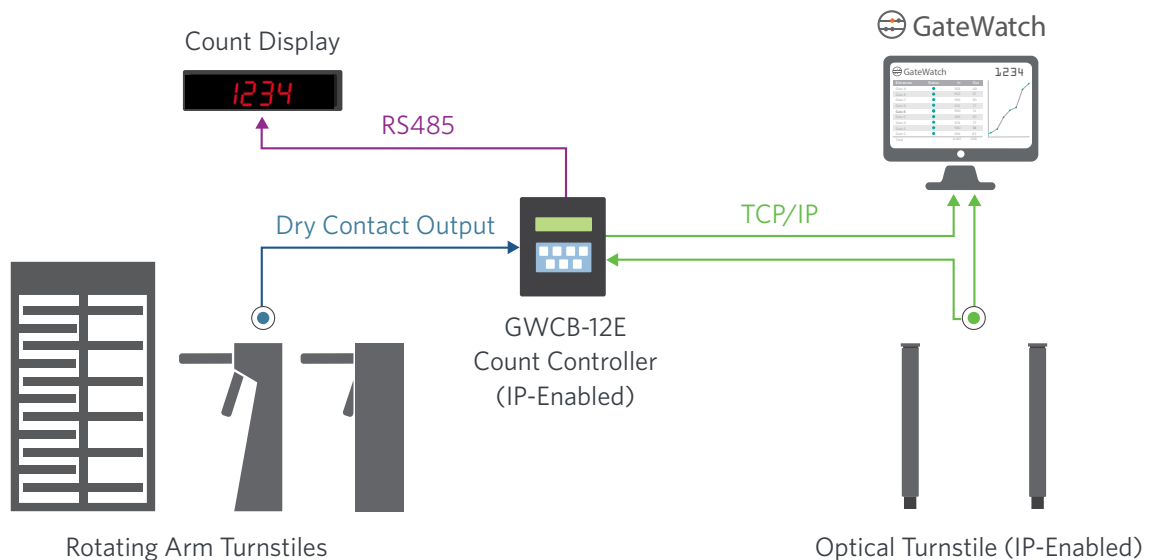 Count Display
1234
RS485
GateWatch
GateWatch
1234
Dry Contact Output
TCP/IP
GWCB-12E
Count Controller
(IP-Enabled)
Rotating Arm Turnstiles
Optical Turnstile (IP-Enabled)